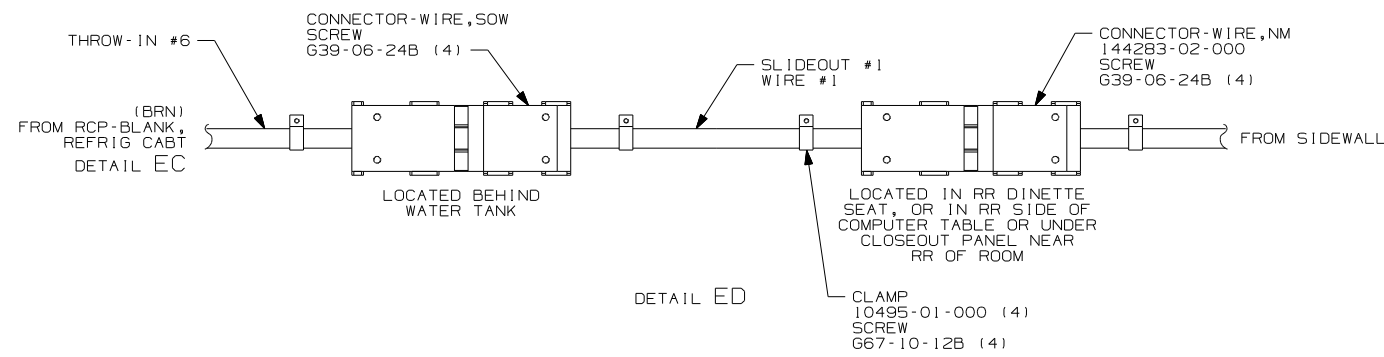 THROW-IN #6
CONNECTOR-WIRE,SOW
SCREW
G39-06-24B (4)
SLIDEOUT #1
WIRE #1
CONNECTOR-WIRE,NM
144283-02-000
SCREW
G39-06-24B (4)
(BRN)
FROM RCP-BLANK,
REFRIG CABT
DETAIL EC
FROM SIDEWALL
LOCATED BEHIND
WATER TANK
LOCATED IN RR DINETTE
SEAT, OR IN RR SIDE OF
COMPUTER TABLE OR UNDER
CLOSEOUT PANEL NEAR
RR OF ROOM
DETAIL ED
CLAMP
10495-01-000 (4)
SCREW
G67-10-12B (4)